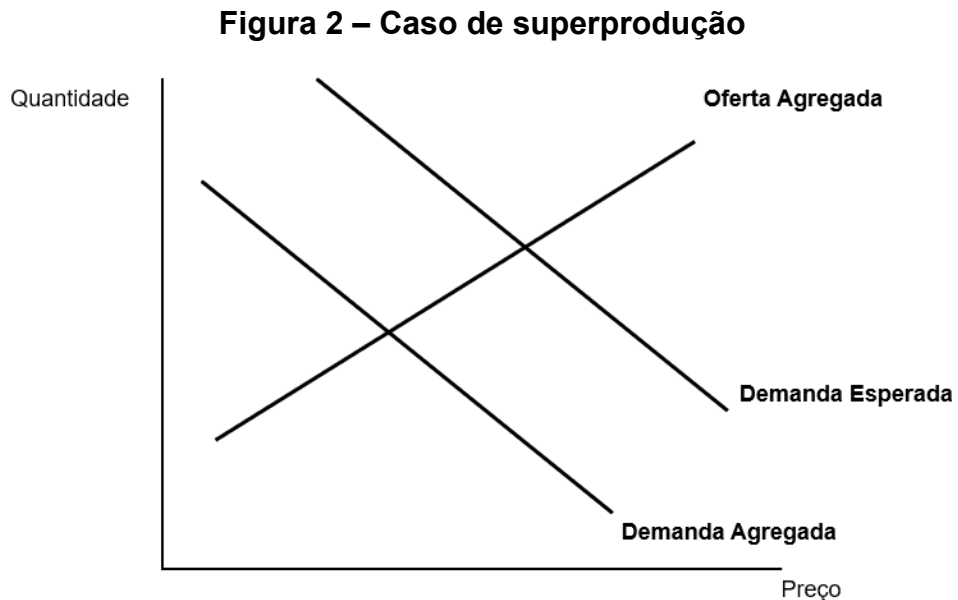 Figura 2 – Caso de superprodução
Quantidade
Oferta Agregada
Demanda Esperada
Demanda Agregada
Preço